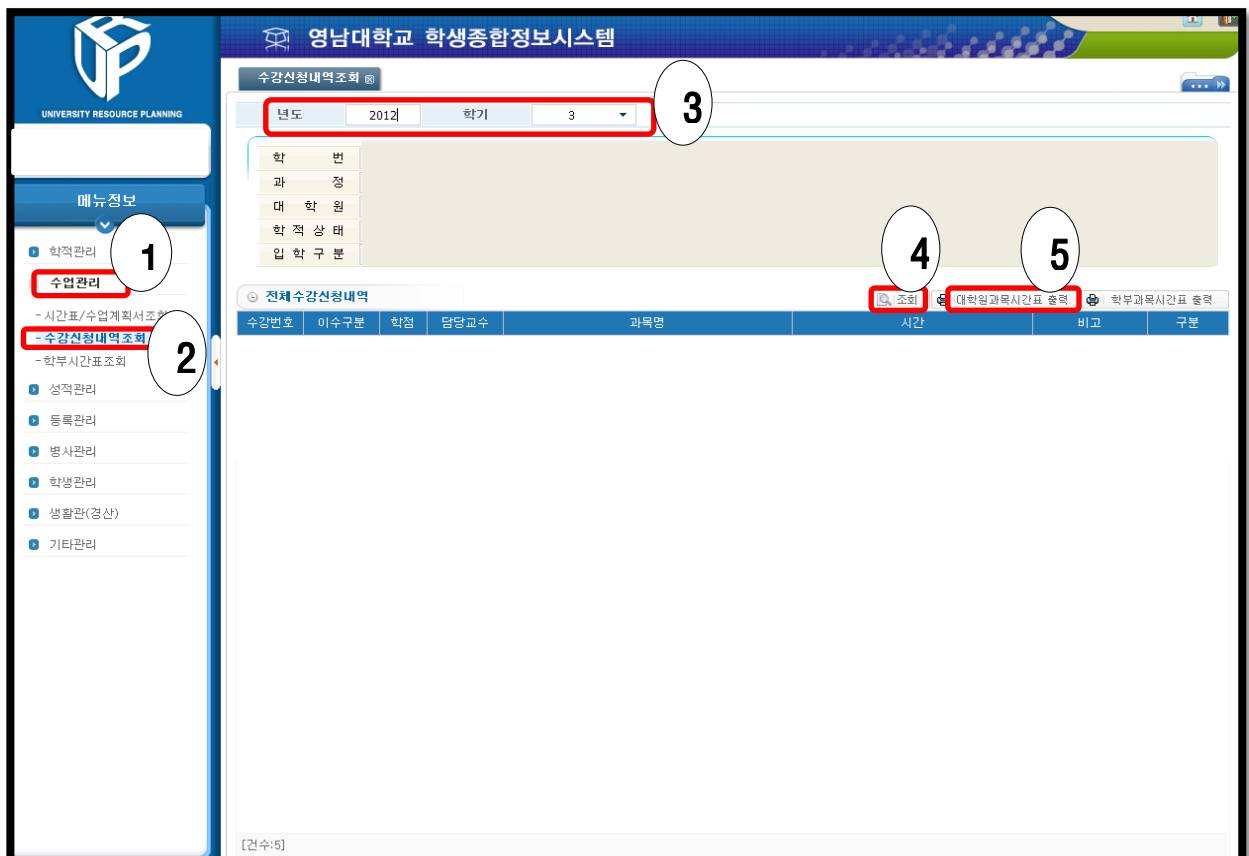 영남대학교 학생종합정보시스템
UNIVERSITY RESOURCE PLANNING
수강신청내역조회
년도 2012 학기 3
3
학 번
과 정
대 학 원
학 적 상 태
입 학 구 분
메뉴정보
학적관리
1
수업관리
-시간표/수업계획서조회
-수강신청내역조회
2
-학부시간표조회
성적관리
등록관리
병사관리
학생관리
생활관(경산)
기타관리
4
5
전체수강신청내역
조회 대학원과목시간표 출력 학부과목시간표 출력
수강번호 이수구분 학점 담당교수 과목명 시간 비고 구분
[건수:5]